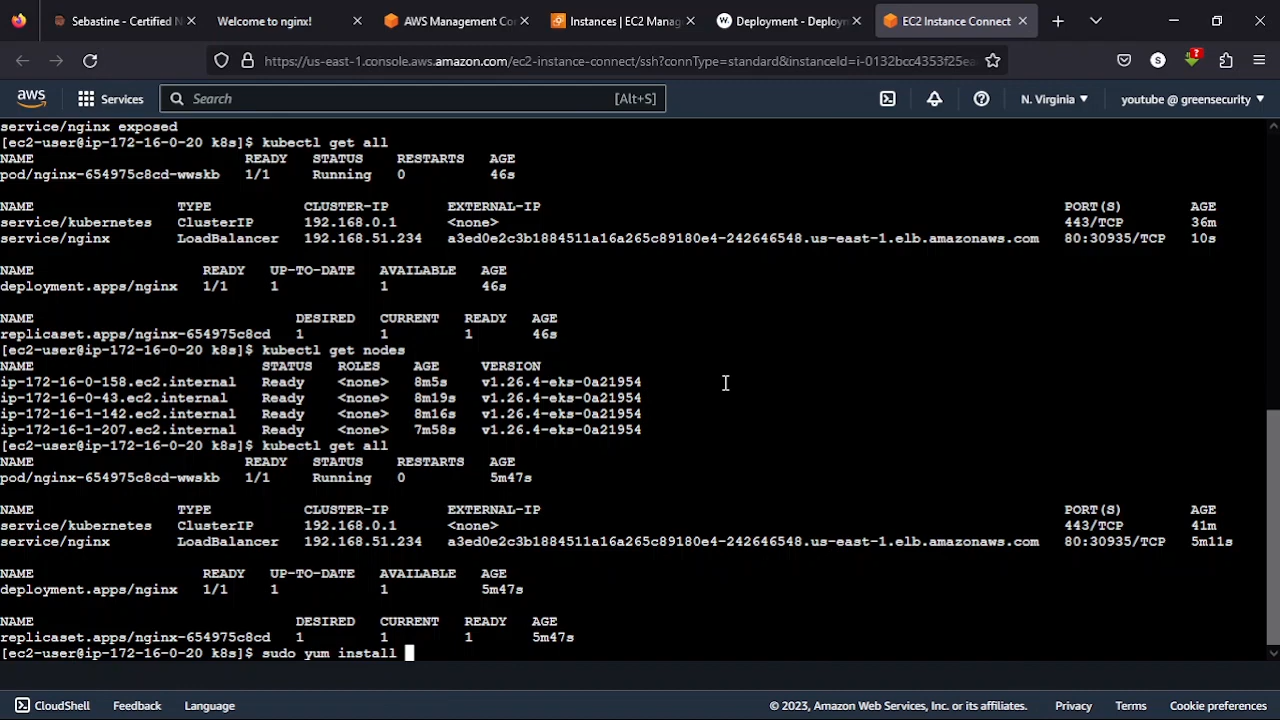 Sebastine - Certified N
Welcome to nginx!
AWS Management Co
Instances | EC2 Manag
Deployment - Deploym
EC2 Instance Connect
https://us-east-1.console.aws.amazon.com/ec2-instance-connect/ssh?connType=standard&instanceId=i-0132bcc4353f25ea
S
?
aws
Services
Search
[Alt+S]
N. Virginia
youtube @ greensecurity
service/nginx exposed
[ec2-user@ip-172-16-0-20 k8s]$ kubectl get all
NAME READY STATUS RESTARTS AGE
pod/nginx-654975c8cd-wwskb 1/1 Running 0 46s
NAME TYPE CLUSTER-IP EXTERNAL-IP PORT(S) AGE
service/kubernetes ClusterIP 192.168.0.1 <none> 443/TCP 36m
service/nginx LoadBalancer 192.168.51.234 a3ed0e2c3b1884511a16a265c89180e4-242646548.us-east-1.elb.amazonaws.com 80:30935/TCP 10s
NAME READY UP-TO-DATE AVAILABLE AGE
deployment.apps/nginx 1/1 1 1 46s
NAME DESIRED CURRENT READY AGE
replicaset.apps/nginx-654975c8cd 1 1 1 46s
[ec2-user@ip-172-16-0-20 k8s]$ kubectl get nodes
NAME STATUS ROLES AGE VERSION
ip-172-16-0-158.ec2.internal Ready <none> 8m5s v1.26.4-eks-0a21954
ip-172-16-0-43.ec2.internal Ready <none> 8m19s v1.26.4-eks-0a21954
ip-172-16-1-142.ec2.internal Ready <none> 8m16s v1.26.4-eks-0a21954
ip-172-16-1-207.ec2.internal Ready <none> 7m58s v1.26.4-eks-0a21954
[ec2-user@ip-172-16-0-20 k8s]$ kubectl get all
NAME READY STATUS RESTARTS AGE
pod/nginx-654975c8cd-wwskb 1/1 Running 0 5m47s
NAME TYPE CLUSTER-IP EXTERNAL-IP PORT(S) AGE
service/kubernetes ClusterIP 192.168.0.1 <none> 443/TCP 41m
service/nginx LoadBalancer 192.168.51.234 a3ed0e2c3b1884511a16a265c89180e4-242646548.us-east-1.elb.amazonaws.com 80:30935/TCP 5m11s
NAME READY UP-TO-DATE AVAILABLE AGE
deployment.apps/nginx 1/1 1 1 5m47s
NAME DESIRED CURRENT READY AGE
replicaset.apps/nginx-654975c8cd 1 1 1 5m47s
[ec2-user@ip-172-16-0-20 k8s]$ sudo yum install
CloudShell
Feedback
Language
© 2023, Amazon Web Services, Inc. or its affiliates.
Privacy
Terms
Cookie preferences